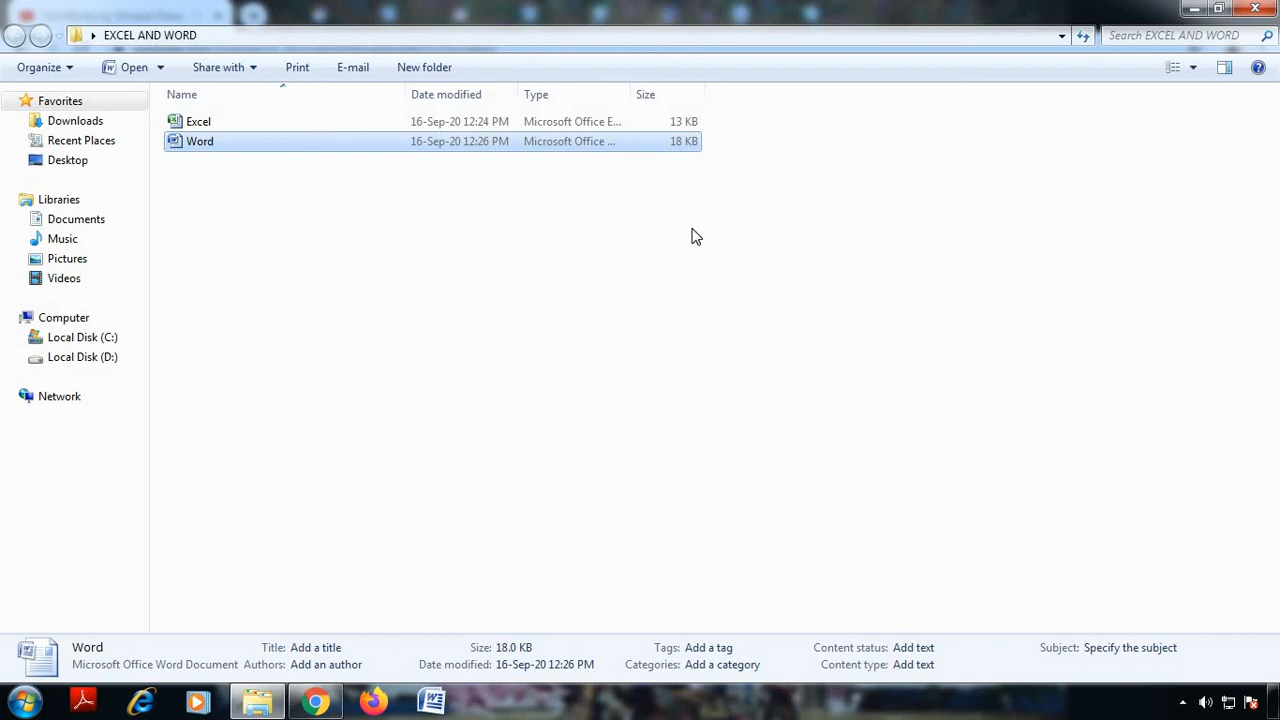 EXCEL AND WORD
Search EXCEL AND WORD
Organize Open Share with Print E-mail New folder
Name Date modified Type Size
Favorites
Downloads
Recent Places
Desktop
Libraries
Documents
Music
Pictures
Videos
Computer
Local Disk (C:)
Local Disk (D:)
Network
Excel 16-Sep-20 12:24 PM Microsoft Office E... 13 KB
Word 16-Sep-20 12:26 PM Microsoft Office ... 18 KB
Word Title: Add a title Size: 18.0 KB Tags: Add a tag Content status: Add text Subject: Specify the subject
Microsoft Office Word Document Authors: Add an author Date modified: 16-Sep-20 12:26 PM Categories: Add a category Content type: Add text